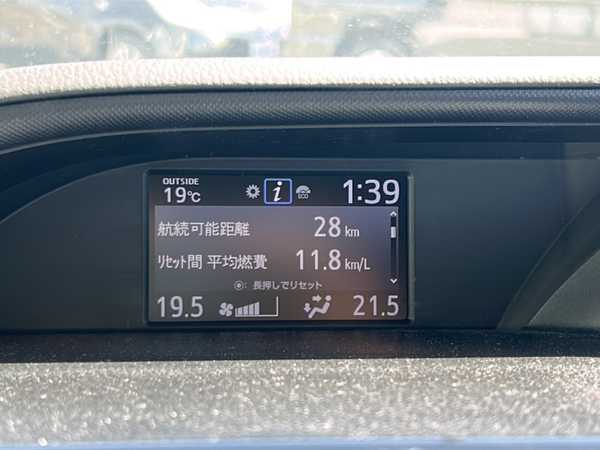 OUTSIDE
19℃ i ECO 1:39
航続可能距離 28 km
リセット間 平均燃費 11.8 km/L
: 長押しでリセット
19.5 21.5